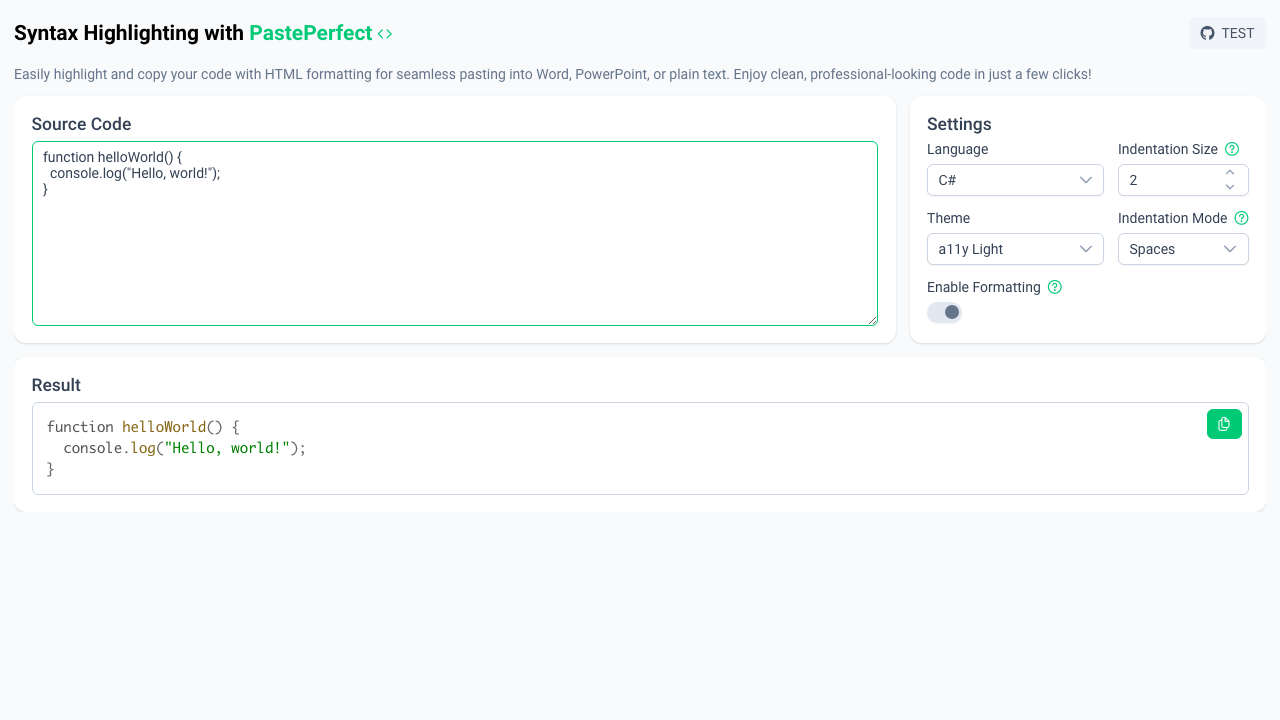 Syntax Highlighting with PastePerfect <>
TEST
Easily highlight and copy your code with HTML formatting for seamless pasting into Word, PowerPoint, or plain text. Enjoy clean, professional-looking code in just a few clicks!
Source Code
function helloWorld() {
  console.log("Hello, world!");
}
Settings
Language
Indentation Size
C#
2
Theme
Indentation Mode
a11y Light
Spaces
Enable Formatting
Result
function helloWorld() {
  console.log("Hello, world!");
}